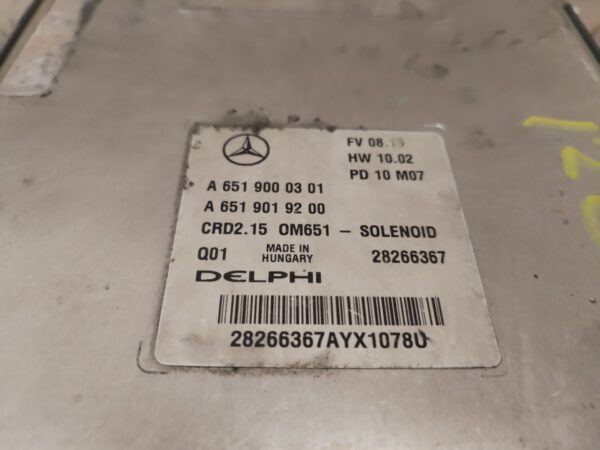 FV 08.
HW 10.02
PD 10 M07
A 651 900 03 01
A 651 901 92 00
CRD2.15 OM651 - SOLENOID
Q01 MADE IN HUNGARY 28266367
DELPHI
28266367AYX1078U